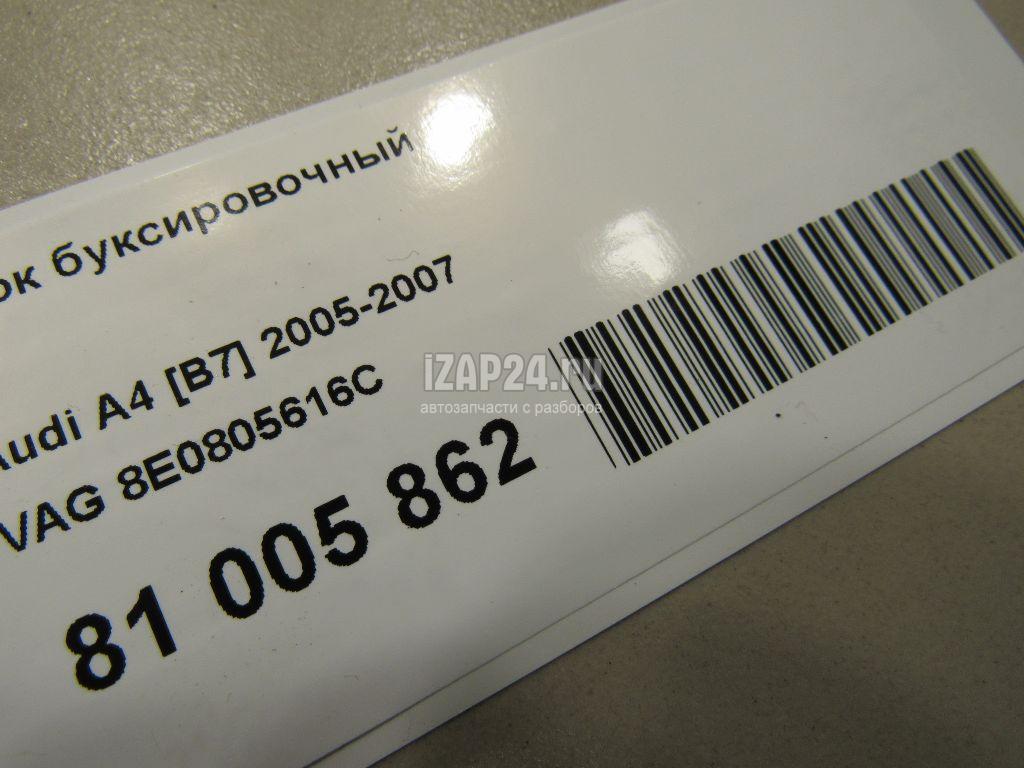 буксировочный
Audi A4 [B7] 2005-2007
VAG 8E0805616C
81 005 862
iZAP24.ru
автозапчасти с разборов